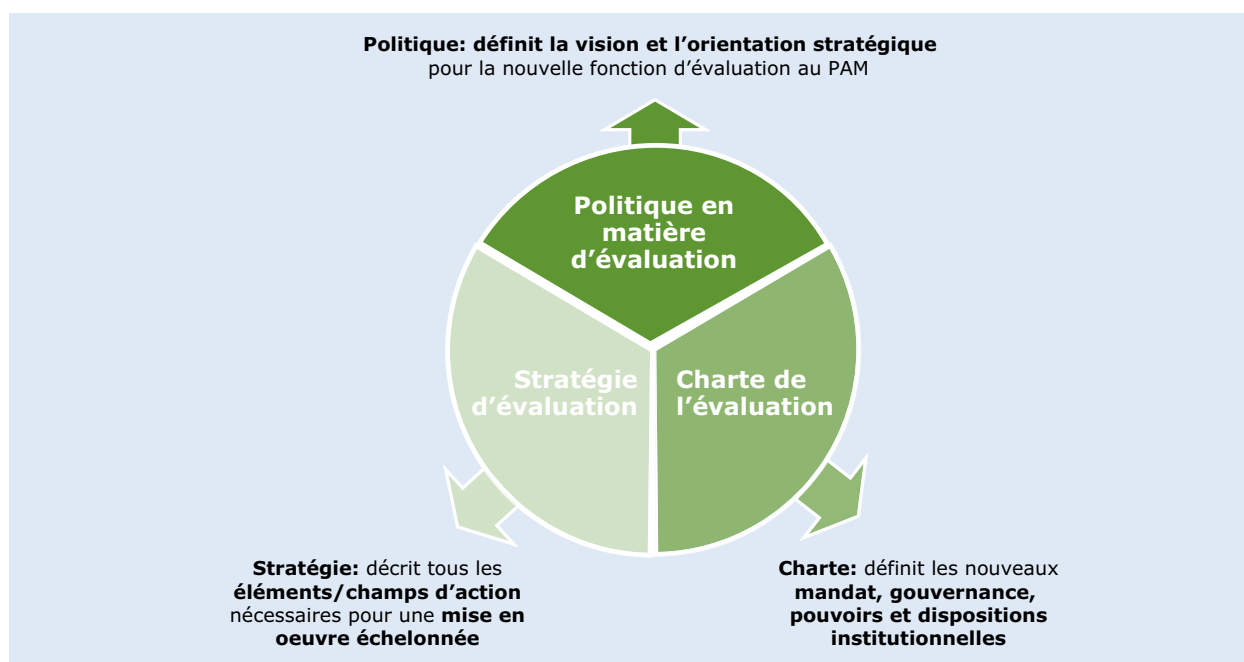 Politique: définit la vision et l’orientation stratégique
pour la nouvelle fonction d’évaluation au PAM
Politique en
matière
d’évaluation
Stratégie
d’évaluation
Charte de
l’évaluation
Stratégie: décrit tous les
éléments/champs d’action
nécessaires pour une mise en
oeuvre échelonnée
Charte: définit les nouveaux
mandat, gouvernance,
pouvoirs et dispositions
institutionnelles